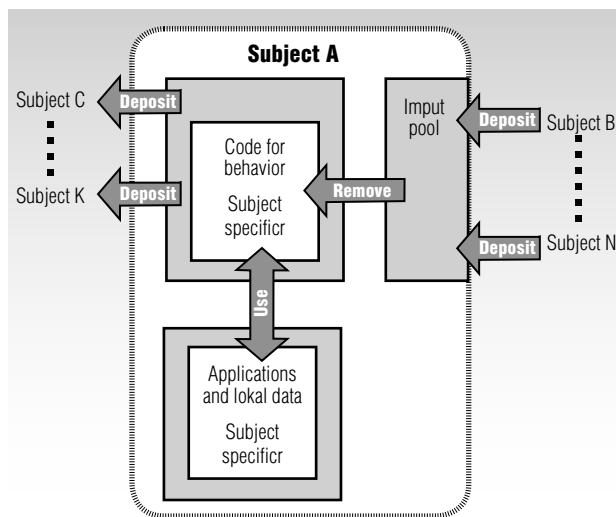 Subject A
Subject C
Deposit
Subject K
Deposit
Code for
behavior
Subject
specificr
Remove
Imput
pool
Deposit
Subject B
Deposit
Subject N
Use
Applications
and lokal data
Subject
specificr